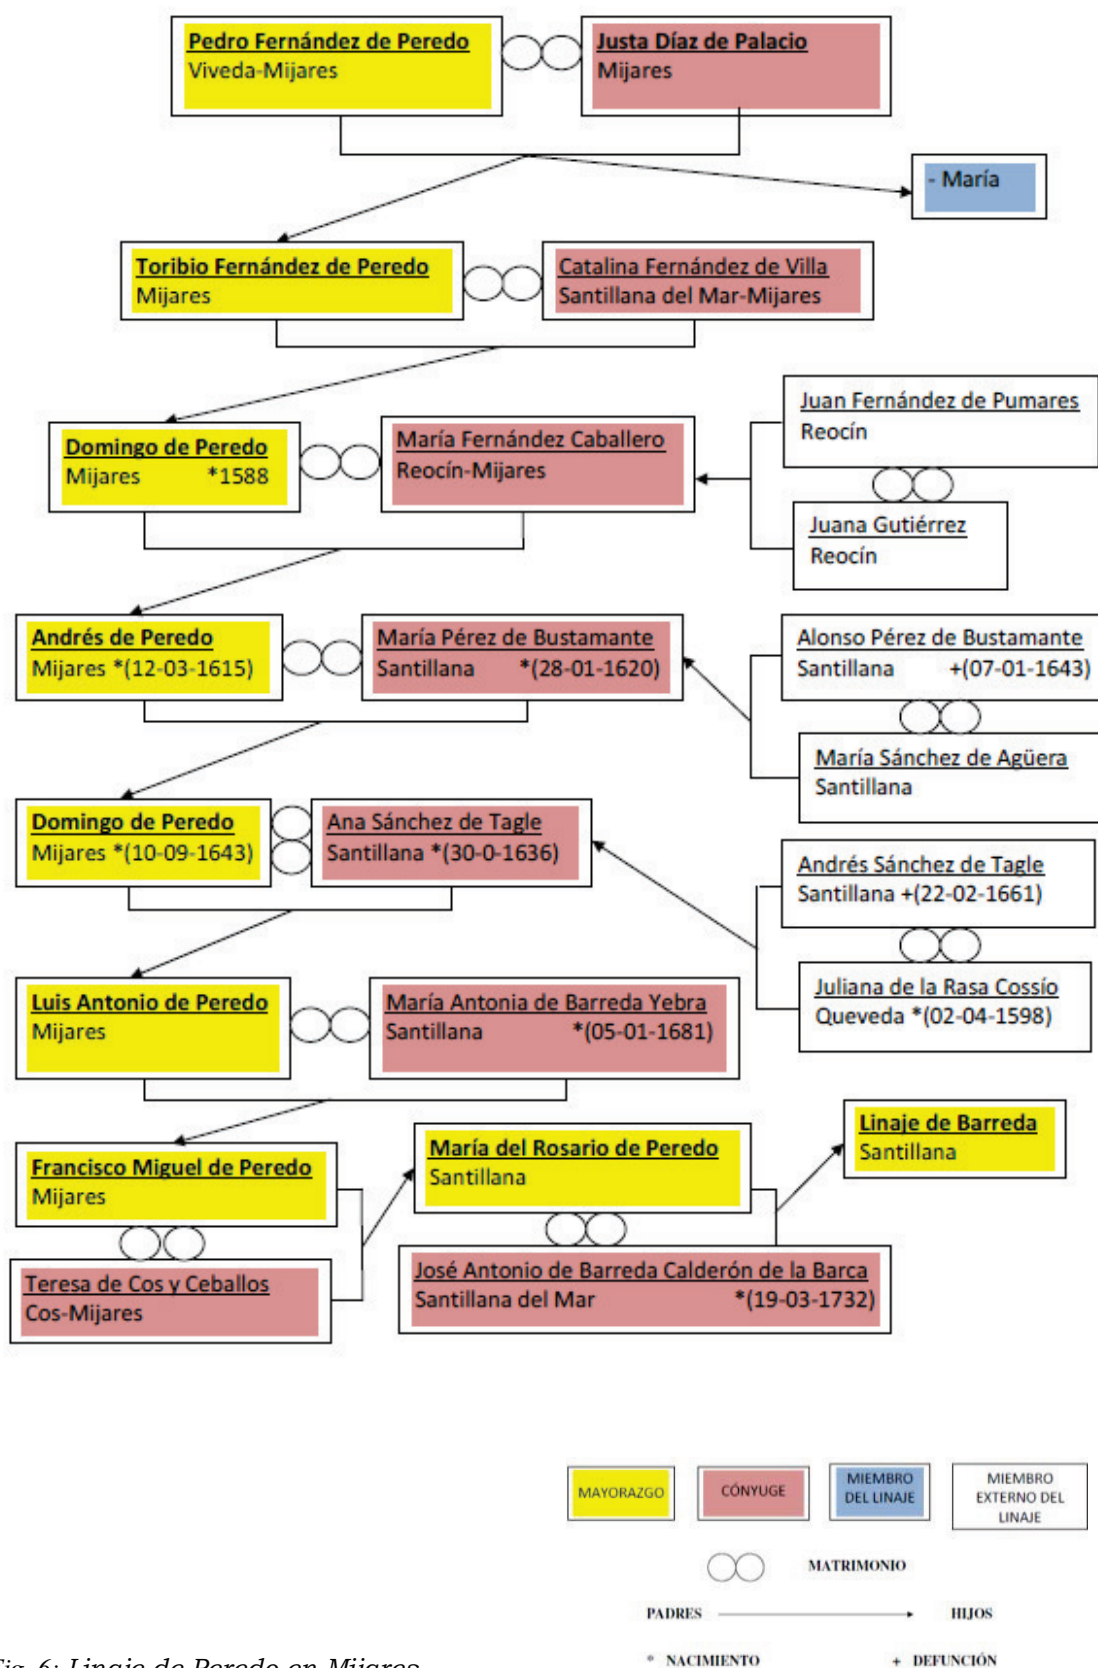 Pedro Fernández de Peredo
Viveda-Mijares
Justa Díaz de Palacio
Mijares
- María
Toribio Fernández de Peredo
Mijares
Catalina Fernández de Villa
Santillana del Mar-Mijares
Juan Fernández de Pumares
Reocín
Domingo de Peredo
Mijares *1588
María Fernández Caballero
Reocín-Mijares
Juana Gutiérrez
Reocín
Andrés de Peredo
Mijares *(12-03-1615)
María Pérez de Bustamante
Santillana *(28-01-1620)
Alonso Pérez de Bustamante
Santillana +(07-01-1643)
María Sánchez de Agüera
Santillana
Domingo de Peredo
Mijares *(10-09-1643)
Ana Sánchez de Tagle
Santillana *(30-0-1636)
Andrés Sánchez de Tagle
Santillana +(22-02-1661)
Juliana de la Rasa Cossío
Queveda *(02-04-1598)
Luis Antonio de Peredo
Mijares
María Antonia de Barreda Yebra
Santillana *(05-01-1681)
Francisco Miguel de Peredo
Mijares
María del Rosario de Peredo
Santillana
Linaje de Barreda
Santillana
Teresa de Cos y Ceballos
Cos-Mijares
José Antonio de Barreda Calderón de la Barca
Santillana del Mar *(19-03-1732)
MAYORAZGO
CÓNYUGE
MIEMBRO
DEL LINAJE
MIEMBRO
EXTERNO DEL
LINAJE
MATRIMONIO
PADRES
HIJOS
* NACIMIENTO
+ DEFUNCIÓN
Fig. 6: Linaje de Peredo en Mijares